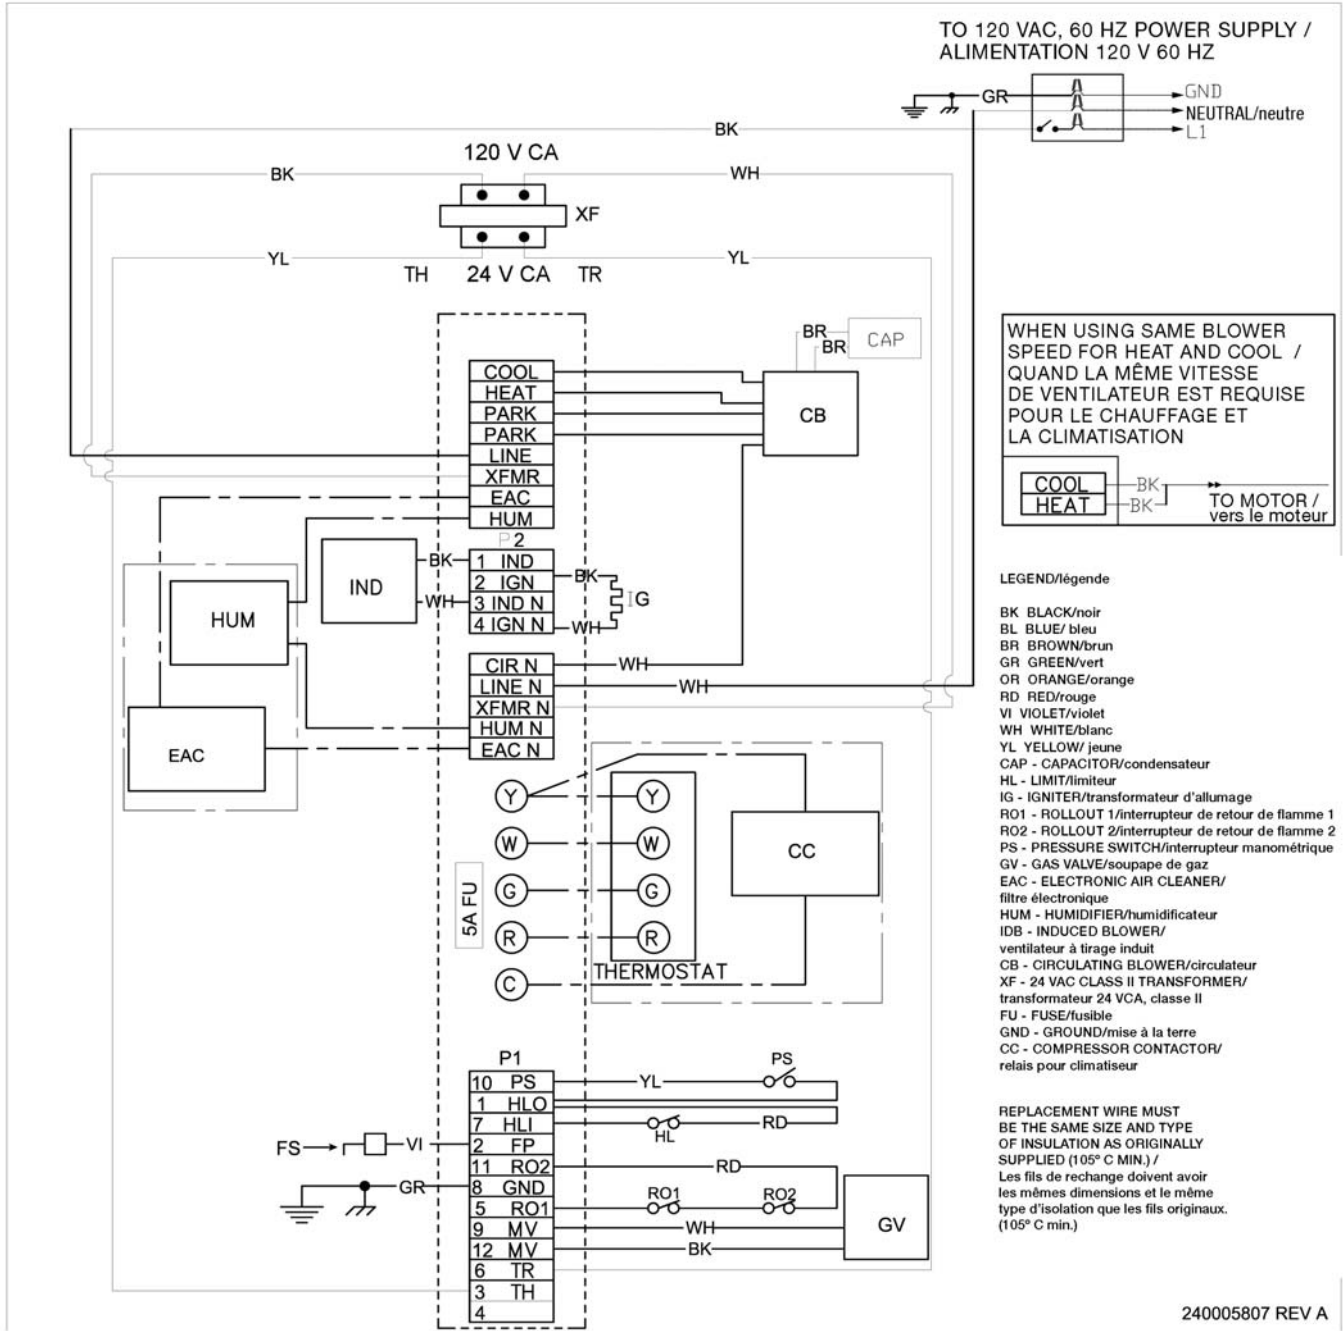 TO 120 VAC, 60 HZ POWER SUPPLY /
ALIMENTATION 120 V 60 HZ
GR
GND
NEUTRAL/neutre
L1
BK
120 V CA
BK
WH
XF
YL
YL
TH
24 V CA
TR
BR
BR
CAP
CB
COOL
HEAT
PARK
PARK
LINE
XFMR
EAC
HUM
P2
1 IND
2 IGN
3 IND N
4 IGN N
BK
WH
IND
BK
WH
IG
HUM
EAC
CIR N
LINE N
XFMR N
HUM N
EAC N
WH
WH
WHEN USING SAME BLOWER
SPEED FOR HEAT AND COOL /
QUAND LA MÊME VITESSE
DE VENTILATEUR EST REQUISE
POUR LE CHAUFFAGE ET
LA CLIMATISATION
COOL
HEAT
BK
BK
TO MOTOR /
vers le moteur
Y
W
G
R
C
5A FU
Y
W
G
R
THERMOSTAT
CC
P1
10 PS
1 HLO
7 HLI
2 FP
11 RO2
8 GND
5 RO1
9 MV
12 MV
6 TR
3 TH
4
YL
PS
HL
RD
FS
VI
GR
RD
RO1
RO2
WH
BK
GV
LEGEND/légende
BK BLACK/noir
BL BLUE/ bleu
BR BROWN/brun
GR GREEN/vert
OR ORANGE/orange
RD RED/rouge
VI VIOLET/violet
WH WHITE/blanc
YL YELLOW/ jeune
CAP - CAPACITOR/condensateur
HL - LIMIT/limiteur
IG - IGNITER/transformateur d'allumage
RO1 - ROLLOUT 1/interrupteur de retour de flamme 1
RO2 - ROLLOUT 2/interrupteur de retour de flamme 2
PS - PRESSURE SWITCH/interrupteur manométrique
GV - GAS VALVE/soupape de gaz
EAC - ELECTRONIC AIR CLEANER/
filtre électronique
HUM - HUMIDIFIER/humidificateur
IDB - INDUCED BLOWER/
ventilateur à tirage induit
CB - CIRCULATING BLOWER/circulateur
XF - 24 VAC CLASS II TRANSFORMER/
transformateur 24 VCA, classe II
FU - FUSE/fusible
GND - GROUND/mise à la terre
CC - COMPRESSOR CONTACTOR/
relais pour climatiseur
REPLACEMENT WIRE MUST
BE THE SAME SIZE AND TYPE
OF INSULATION AS ORIGINALLY
SUPPLIED (105° C MIN.) /
Les fils de rechange doivent avoir
les mêmes dimensions et le même
type d'isolation que les fils originaux.
(105° C min.)
240005807 REV A